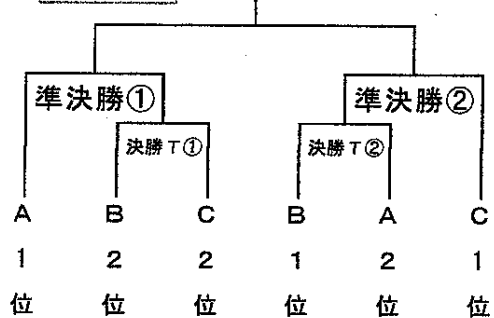 準決勝① 準決勝②
決勝T① 決勝T②
A B C B A C
1 2 2 1 2 1
位 位 位 位 位 位